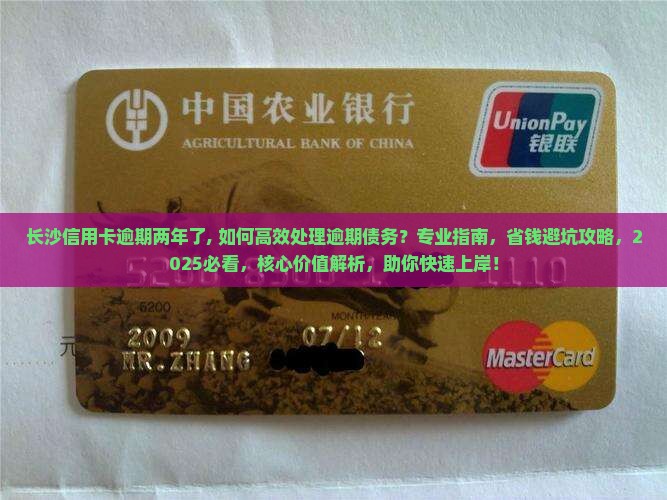 中国农业银行
AGRICULTURAL BANK OF CHINA
UnionPay
银联
长沙信用卡逾期两年了, 如何高效处理逾期债务？专业指南，省钱避坑攻略，2
025必看，核心价值解析，助你快速上岸！
5200
元
2009 07/12
MR.ZHANG
MasterCard